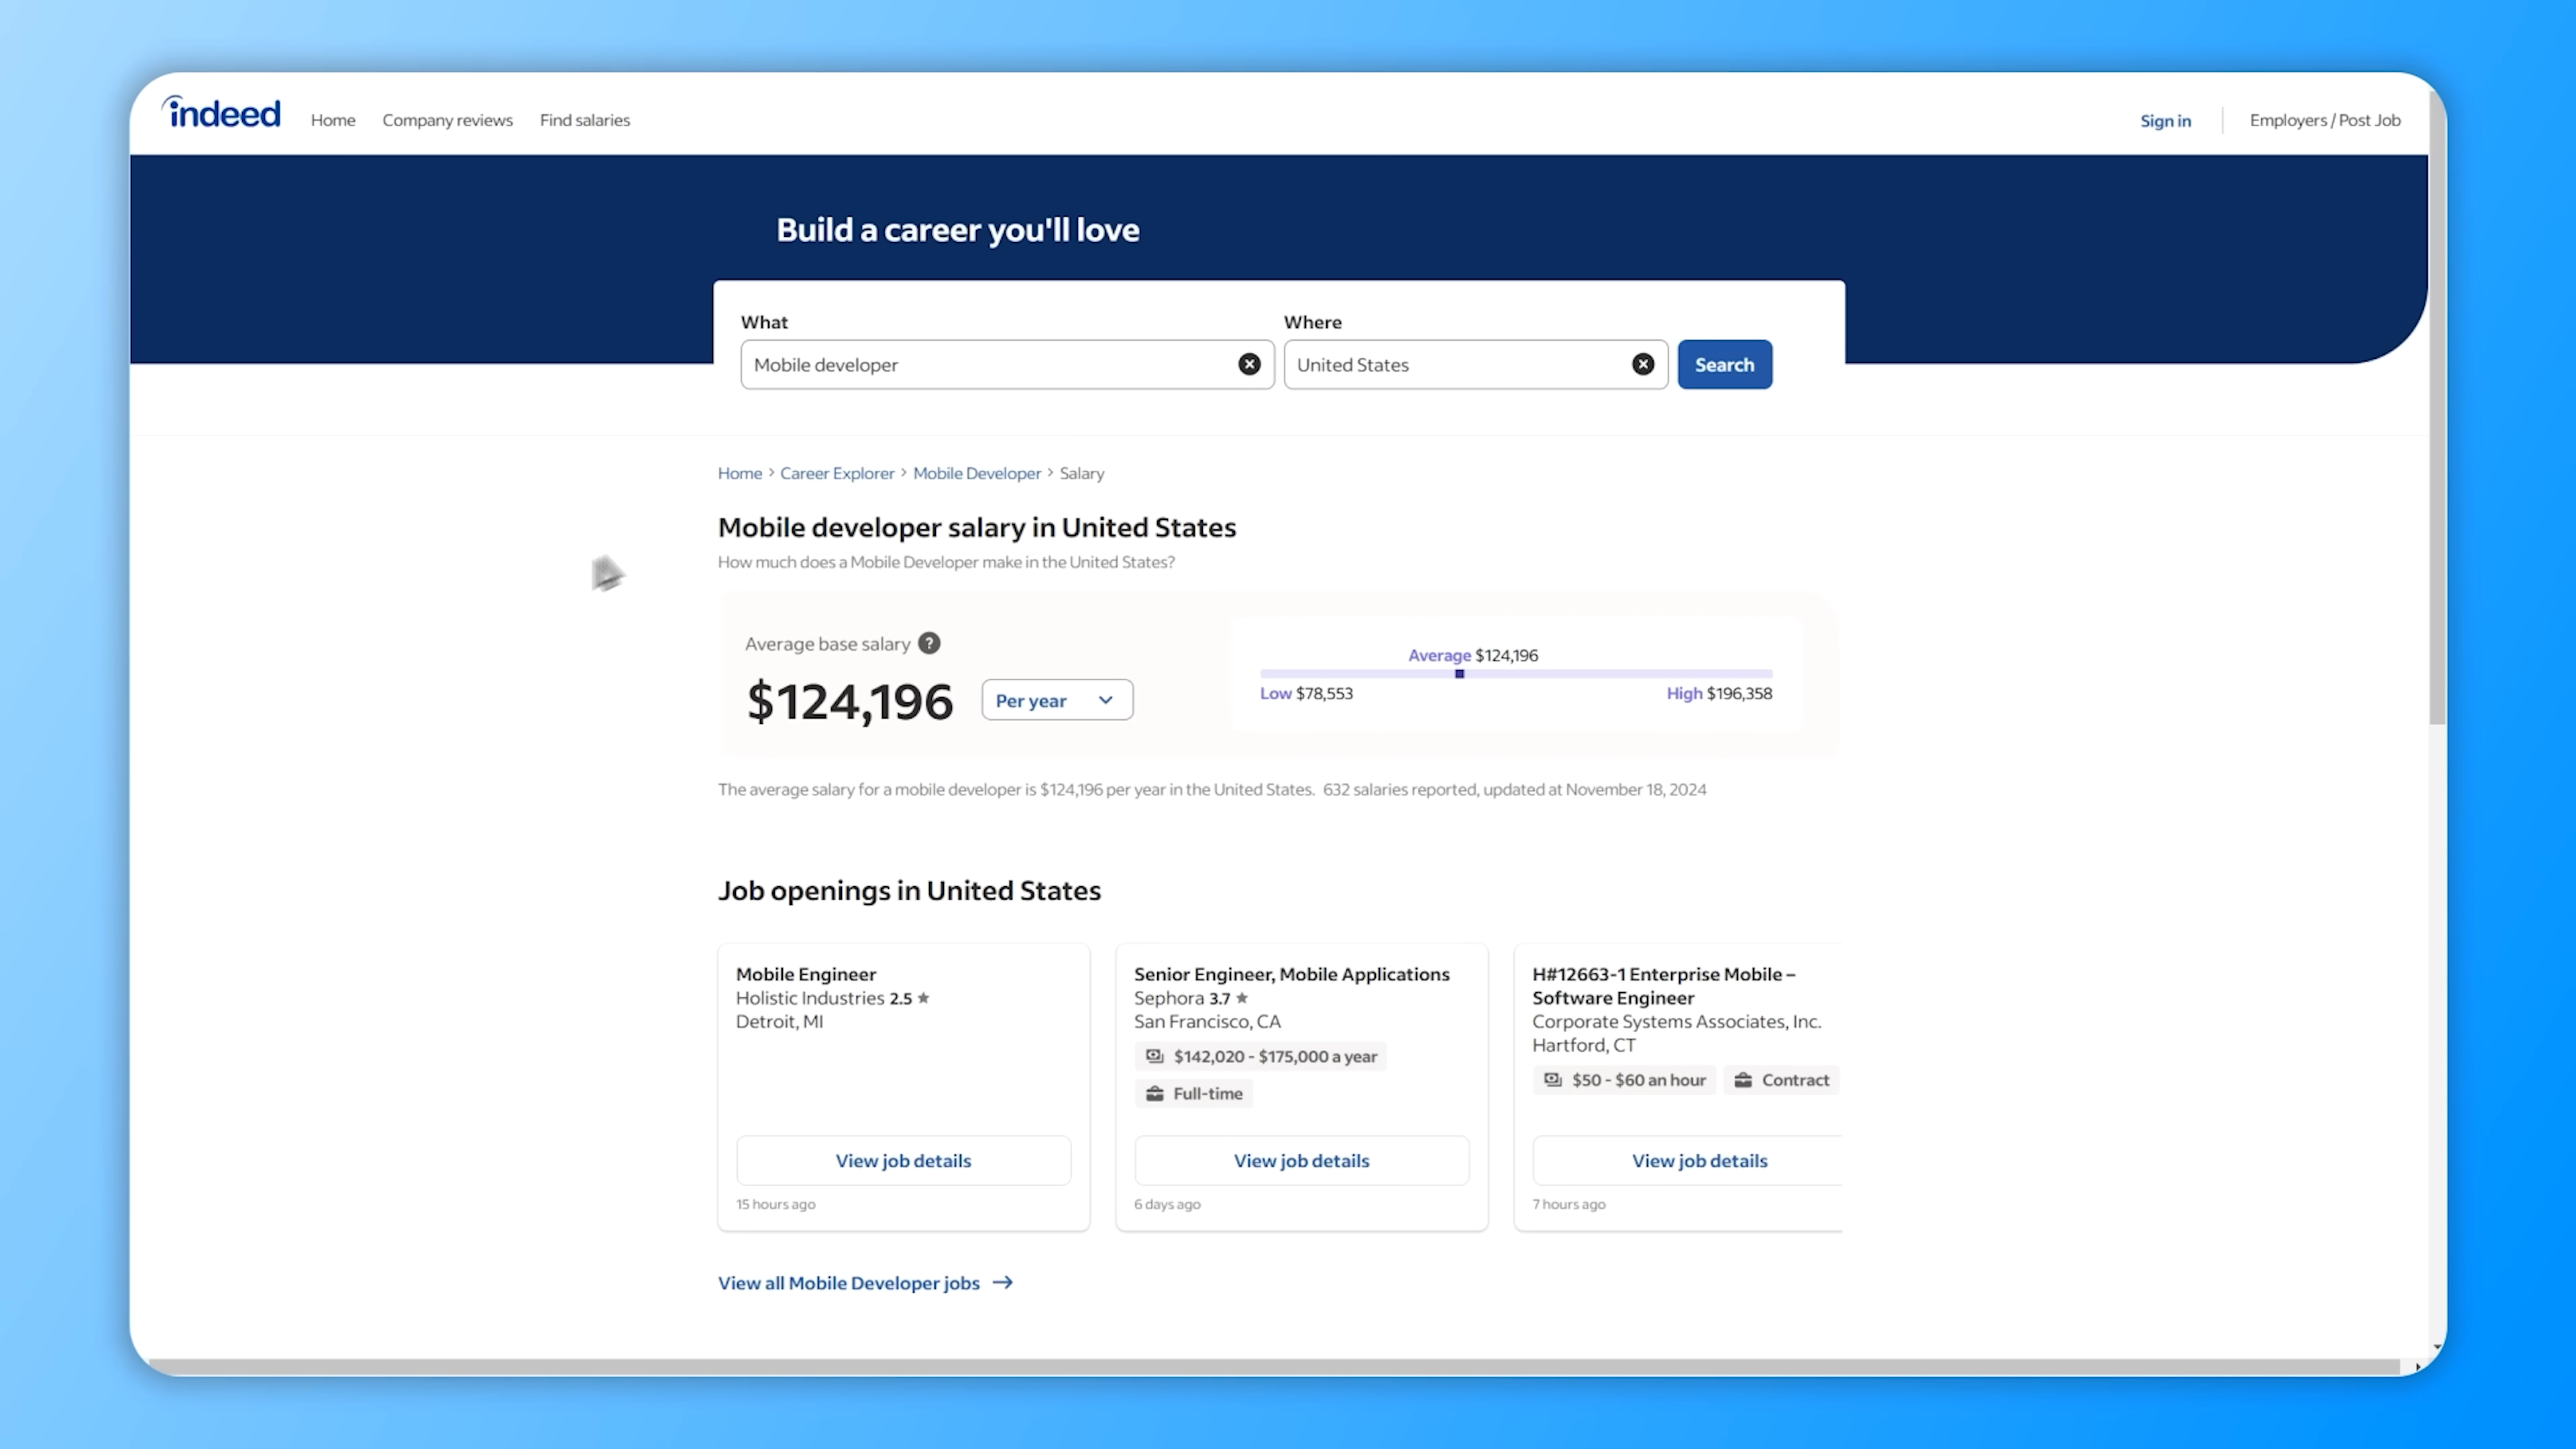 indeed
Home Company reviews Find salaries
Sign in Employers / Post Job
Build a career you'll love
What
Where
Mobile developer
United States
Search
Home > Career Explorer > Mobile Developer > Salary
Mobile developer salary in United States
How much does a Mobile Developer make in the United States?
Average base salary ?
$124,196
Per year
Average $124,196
Low $78,553
High $196,358
The average salary for a mobile developer is $124,196 per year in the United States. 632 salaries reported, updated at November 18, 2024
Job openings in United States
Mobile Engineer
Holistic Industries 2.5 ★
Detroit, MI
View job details
15 hours ago
Senior Engineer, Mobile Applications
Sephora 3.7 ★
San Francisco, CA
$142,020 - $175,000 a year
Full-time
View job details
6 days ago
H#12663-1 Enterprise Mobile –
Software Engineer
Corporate Systems Associates, Inc.
Hartford, CT
$50 - $60 an hour Contract
View job details
7 hours ago
View all Mobile Developer jobs →